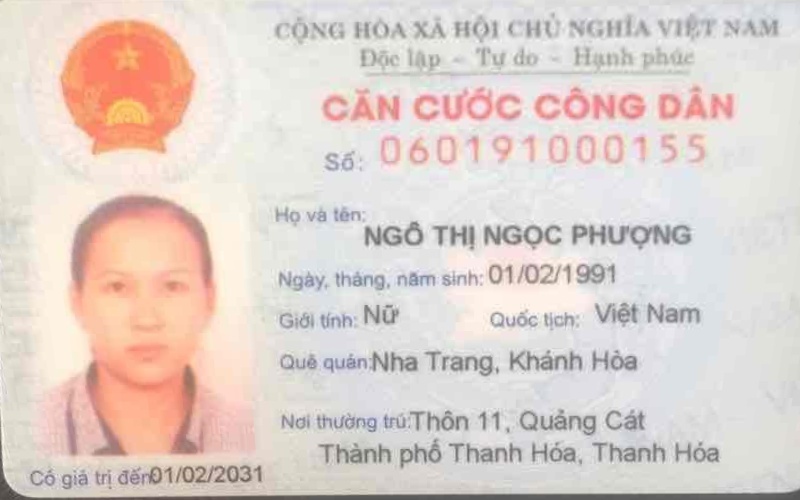 CỘNG HÒA XÃ HỘI CHỦ NGHĨA VIỆT NAM
Độc lập - Tự do - Hạnh phúc
CĂN CƯỚC CÔNG DÂN
Số: 060191000155
Họ và tên:
NGÔ THỊ NGỌC PHƯỢNG
Ngày, tháng, năm sinh: 01/02/1991
Giới tính: Nữ Quốc tịch: Việt Nam
Quê quán: Nha Trang, Khánh Hòa
Nơi thường trú: Thôn 11, Quảng Cát
Thành phố Thanh Hóa, Thanh Hóa
Có giá trị đến 01/02/2031